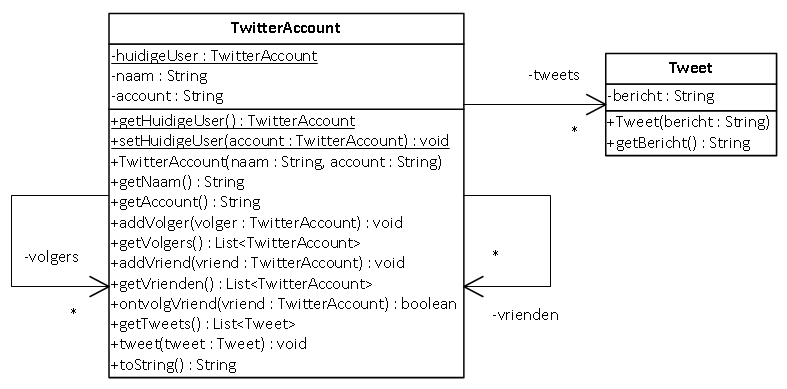 TwitterAccount
-huidigeUser : TwitterAccount
-naam : String
-account : String
+getHuidigeUser() : TwitterAccount
+setHuidigeUser(account : TwitterAccount) : void
+TwitterAccount(naam : String, account : String)
+getNaam() : String
+getAccount() : String
+addVolger(volger : TwitterAccount) : void
+getVolgers() : List<TwitterAccount>
+addVriend(vriend : TwitterAccount) : void
+getVrienden() : List<TwitterAccount>
+ontvolgVriend(vriend : TwitterAccount) : boolean
+getTweets() : List<Tweet>
+tweet(tweet : Tweet) : void
+toString() : String
-volgers
*
-tweets
*
Tweet
-bericht : String
+Tweet(bericht : String)
+getBericht() : String
*
-vrienden